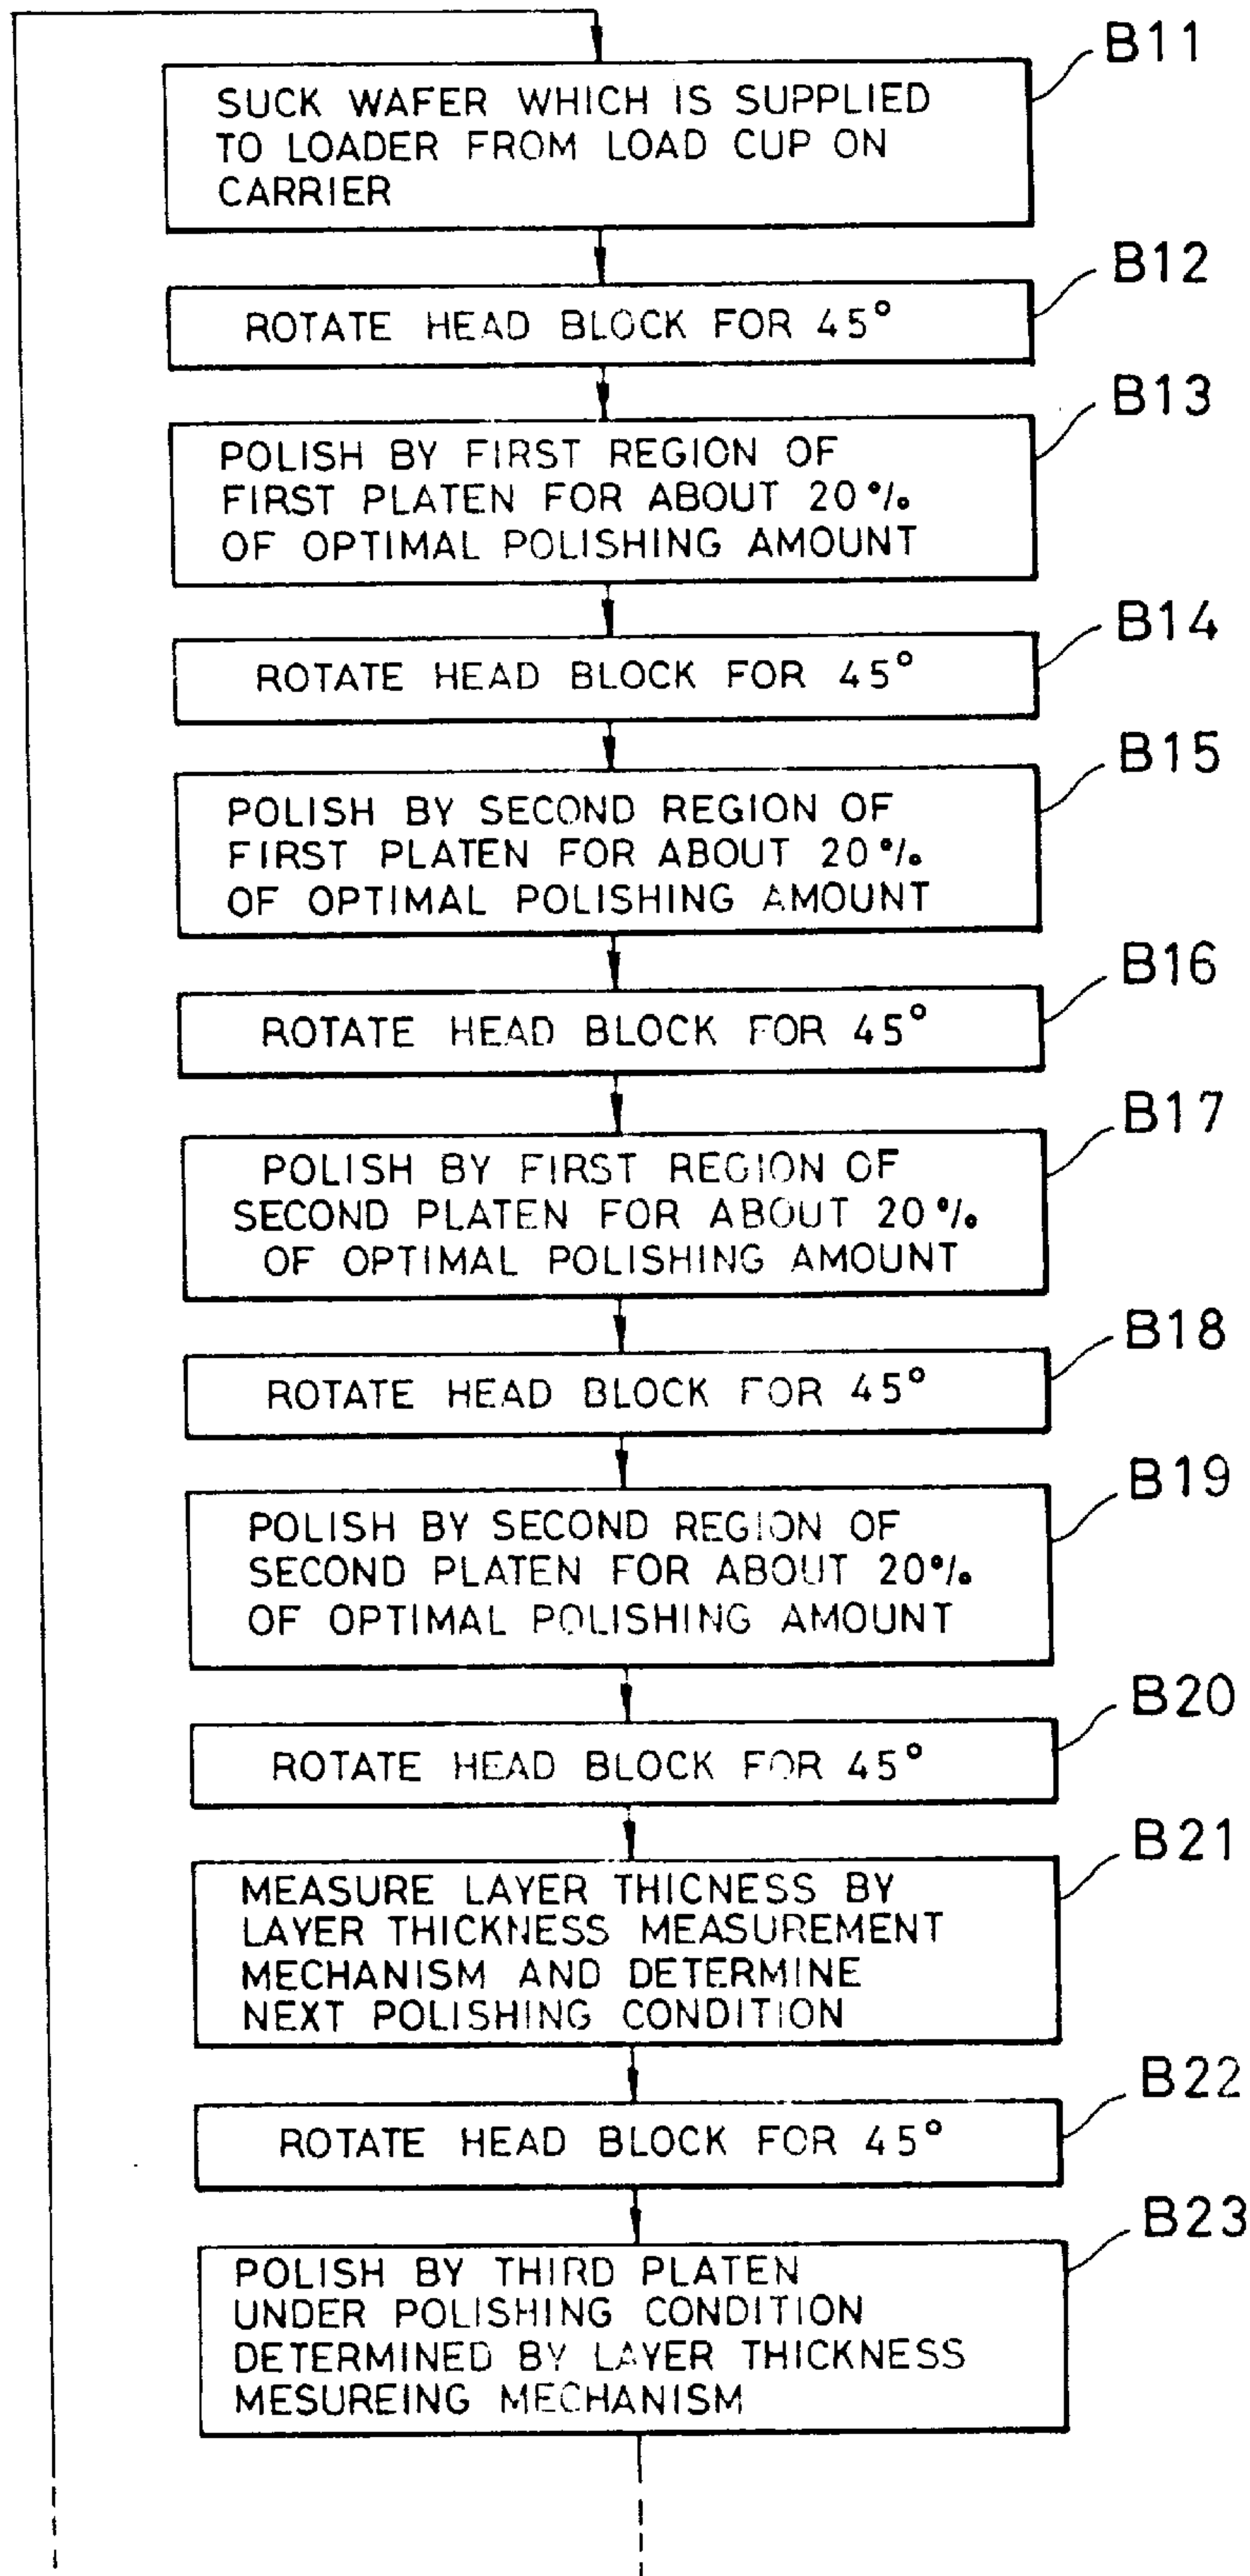 B11
SUCK WAFER WHICH IS SUPPLIED
TO LOADER FROM LOAD CUP ON
CARRIER
B12
ROTATE HEAD BLOCK FOR 45°
B13
POLISH BY FIRST REGION OF
FIRST PLATEN FOR ABOUT 20%
OF OPTIMAL POLISHING AMOUNT
B14
ROTATE HEAD BLOCK FOR 45°
B15
POLISH BY SECOND REGION OF
FIRST PLATEN FOR ABOUT 20%
OF OPTIMAL POLISHING AMOUNT
B16
ROTATE HEAD BLOCK FOR 45°
B17
POLISH BY FIRST REGION OF
SECOND PLATEN FOR ABOUT 20%
OF OPTIMAL POLISHING AMOUNT
B18
ROTATE HEAD BLOCK FOR 45°
B19
POLISH BY SECOND REGION OF
SECOND PLATEN FOR ABOUT 20%
OF OPTIMAL POLISHING AMOUNT
B20
ROTATE HEAD BLOCK FOR 45°
B21
MEASURE LAYER THICNESS BY
LAYER THICKNESS MEASUREMENT
MECHANISM AND DETERMINE
NEXT POLISHING CONDITION
B22
ROTATE HEAD BLOCK FOR 45°
B23
POLISH BY THIRD PLATEN
UNDER POLISHING CONDITION
DETERMINED BY LAYER THICKNESS
MESUREING MECHANISM